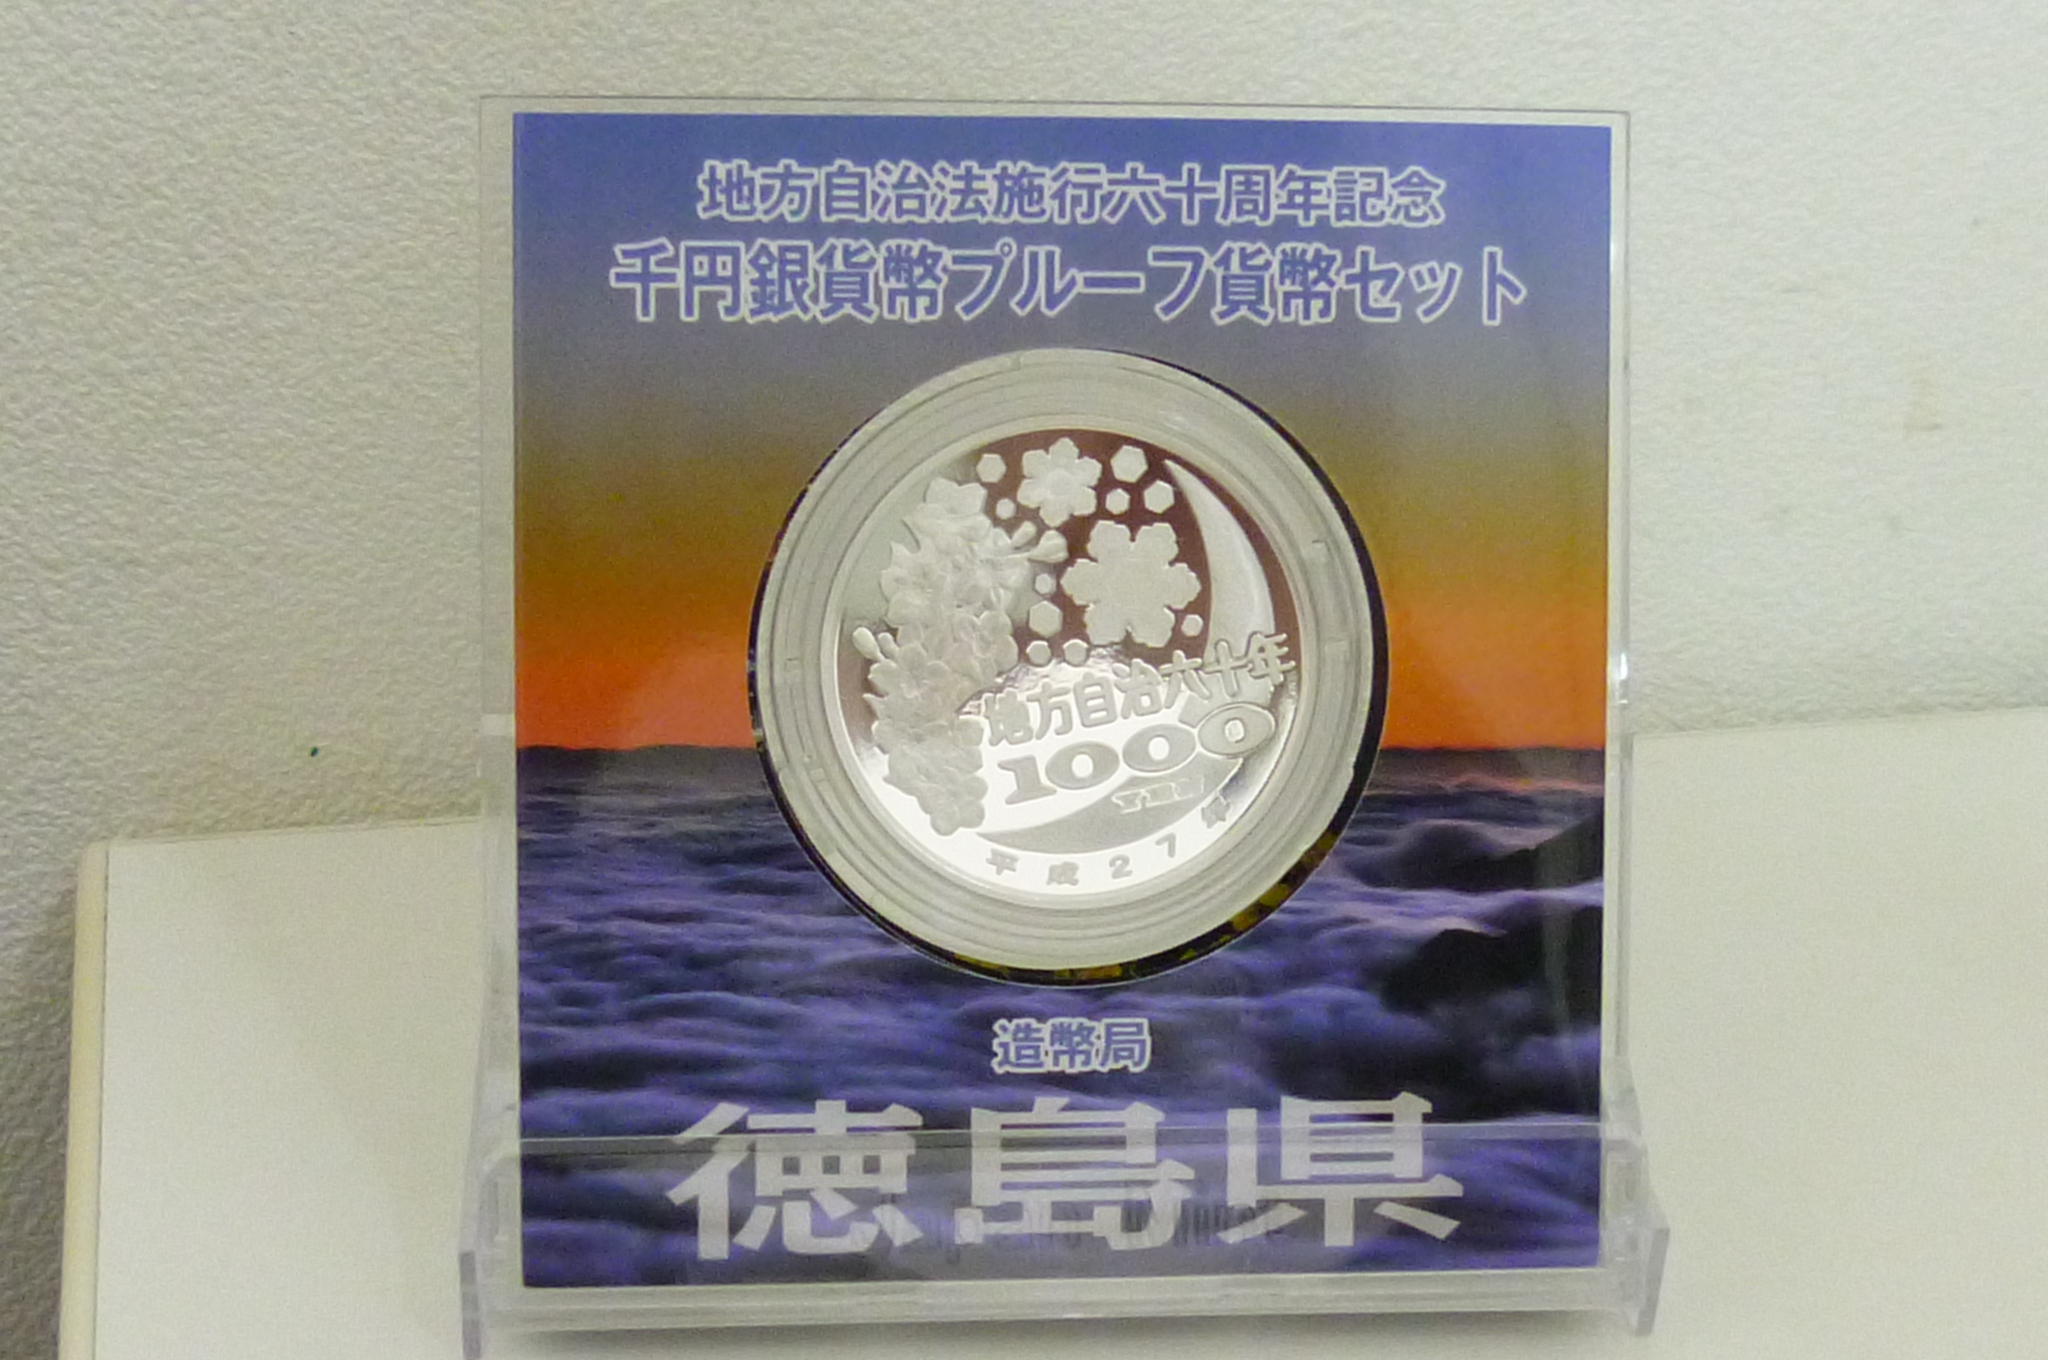 地方自治法施行六十周年記念
千円銀貨幣プルーフ貨幣セット
地方自治六十年
1000
YEN
平成27年
造幣局
徳島県